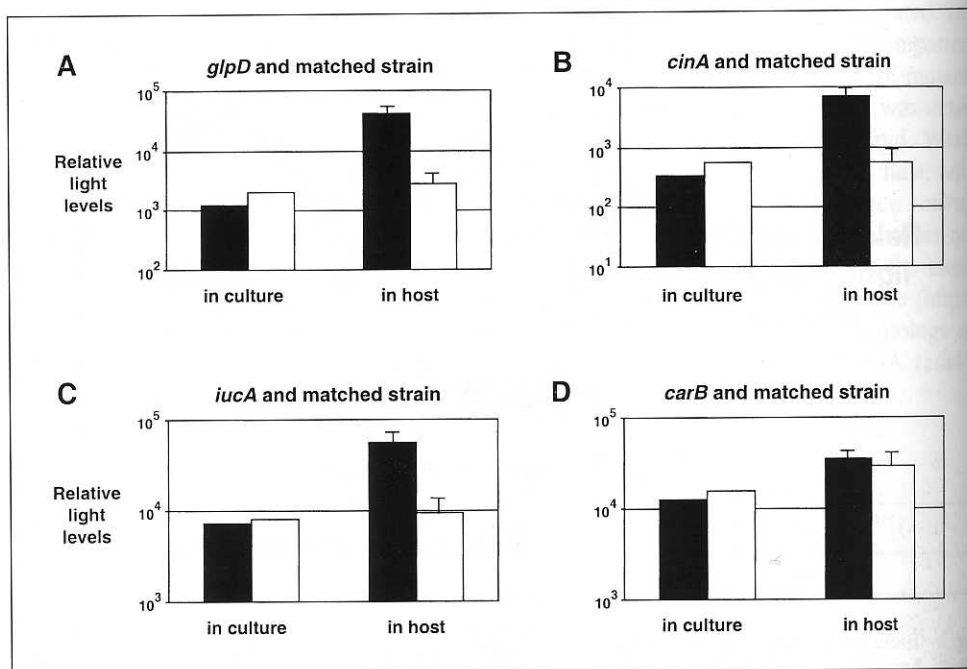 A
glpD and matched strain
Relative
light
levels
10^5
10^4
10^3
10^2
in culture
in host
B
cinA and matched strain
10^4
10^3
10^2
10^1
in culture
in host
C
iucA and matched strain
Relative
light
levels
10^5
10^4
10^3
in culture
in host
D
carB and matched strain
10^5
10^4
10^3
in culture
in host
was